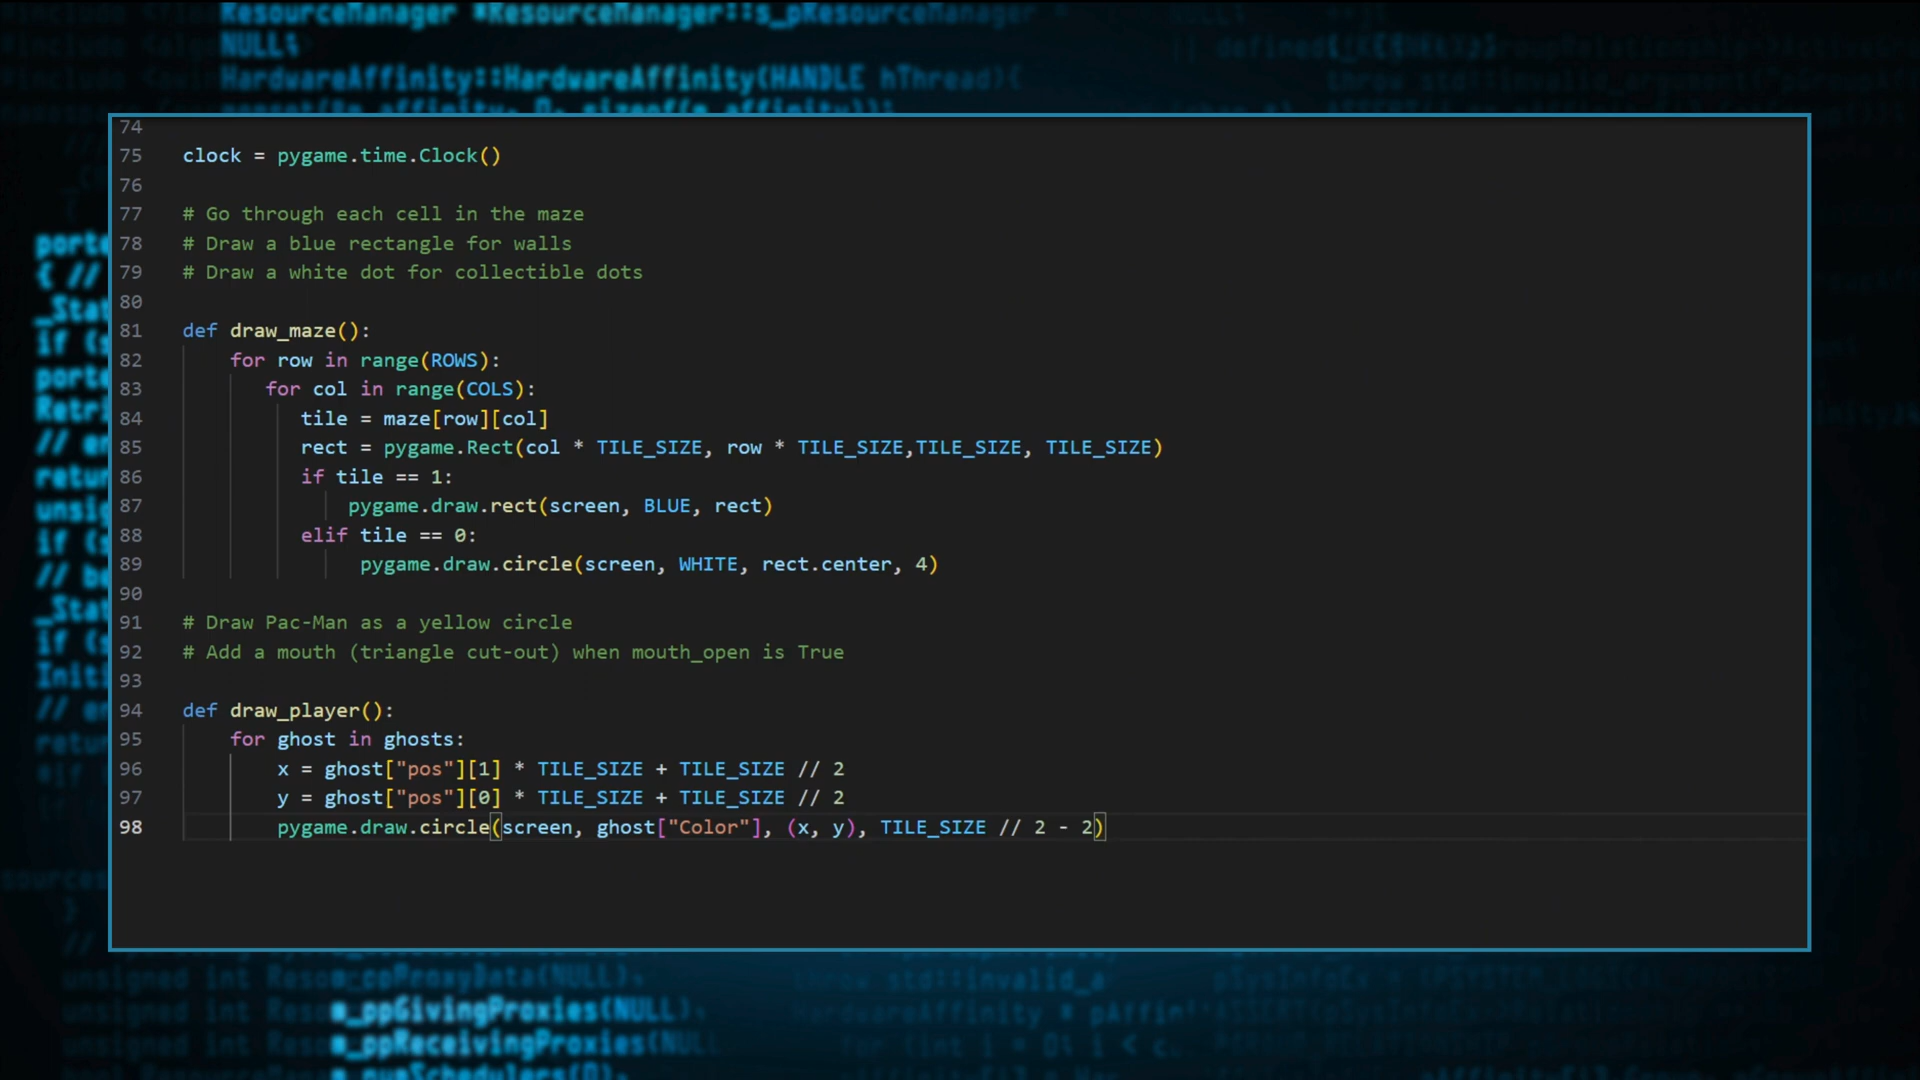 ResourceManager *ResourceManager::s_pResourceManager
NULL;
HardwareAffinity::HardwareAffinity(HANDLE hThread){
74
75 clock = pygame.time.Clock()
76
77 # Go through each cell in the maze
78 # Draw a blue rectangle for walls
79 # Draw a white dot for collectible dots
80
81 def draw_maze():
82 for row in range(ROWS):
83 for col in range(COLS):
84 tile = maze[row][col]
85 rect = pygame.Rect(col * TILE_SIZE, row * TILE_SIZE,TILE_SIZE, TILE_SIZE)
86 if tile == 1:
87 pygame.draw.rect(screen, BLUE, rect)
88 elif tile == 0:
89 pygame.draw.circle(screen, WHITE, rect.center, 4)
90
91 # Draw Pac-Man as a yellow circle
92 # Add a mouth (triangle cut-out) when mouth_open is True
93
94 def draw_player():
95 for ghost in ghosts:
96 x = ghost["pos"][1] * TILE_SIZE + TILE_SIZE // 2
97 y = ghost["pos"][0] * TILE_SIZE + TILE_SIZE // 2
98 pygame.draw.circle(screen, ghost["Color"], (x, y), TILE_SIZE // 2 - 2)
unsigned int
m_ppGivingProxies(NULL)
m_ppReceivingProxies(NULL